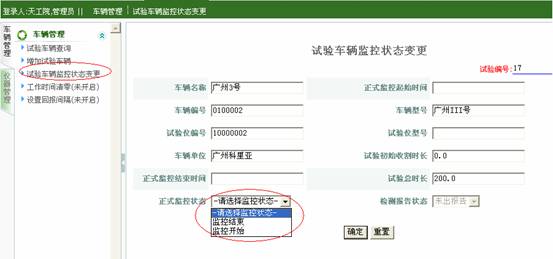 登录人:天工院,管理员 || 车辆管理 | 试验车辆监控状态变更
车辆管理
仪器管理
车辆管理
试验车辆查询
增加试验车辆
试验车辆监控状态变更
工作时间清零(未开启)
设置回报间隔(未开启)
试验车辆监控状态变更
试验编号: 17
车辆名称 广州3号 正式监控起始时间
车辆编号 0100002 车辆型号 广州III号
试验仪编号 10000002 试验仪型号
车辆单位 广州科里亚 试验初始收割时长 0.0
正式监控结束时间 试验总时长 200.0
正式监控状态 -请选择监控状态- 检测报告状态 未出报告
-请选择监控状态-
监控结束
监控开始
确定 重置